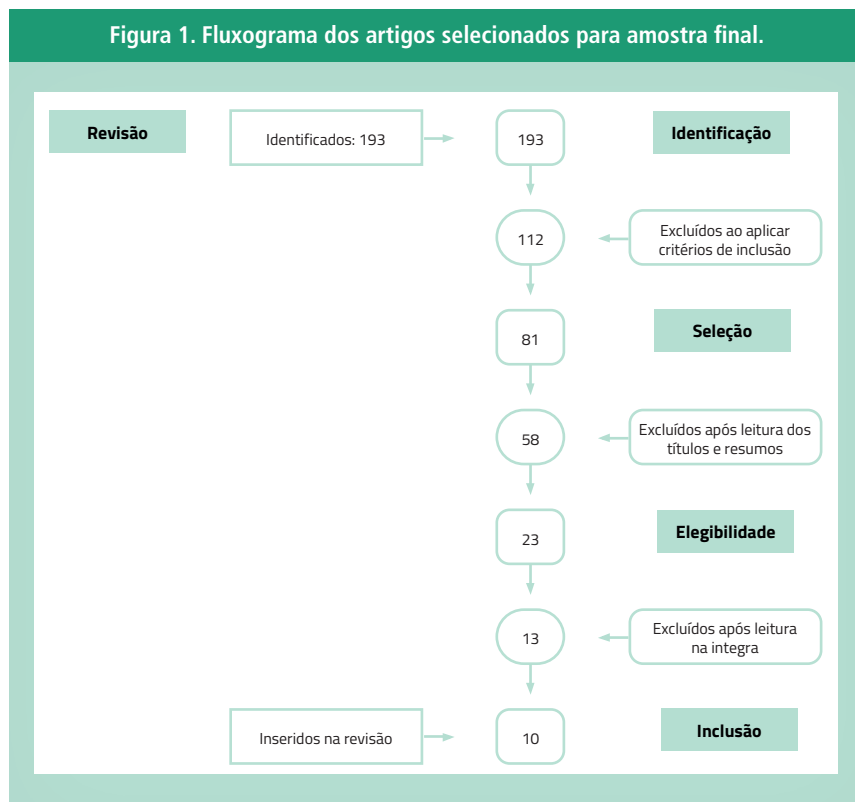 Figura 1. Fluxograma dos artigos selecionados para amostra final.
Revisão
Identificados: 193
193
Identificação
112
Excluídos ao aplicar
critérios de inclusão
81
Seleção
58
Excluídos após leitura dos
títulos e resumos
23
Elegibilidade
13
Excluídos após leitura
na integra
Inseridos na revisão
10
Inclusão